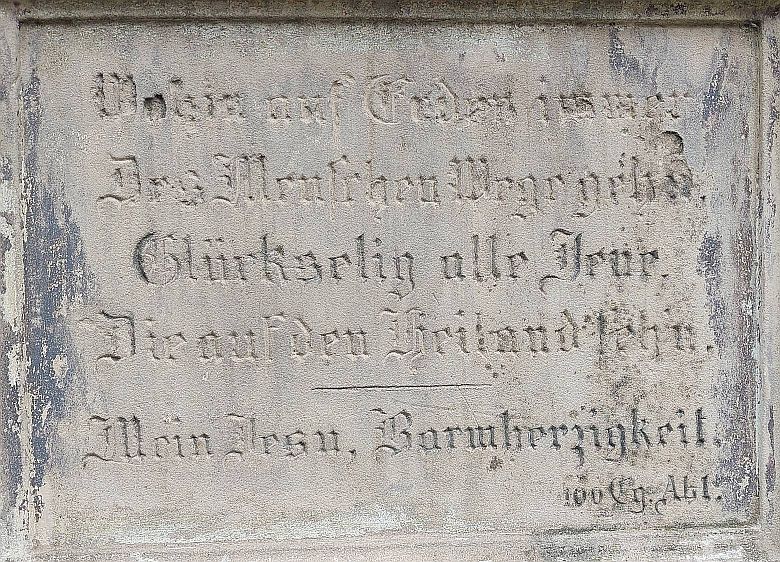 Wohin auf Erden immer
Des Menschen Wege gehn,
Glückselig alle Jene,
Die auf den Heiland sehn.
Mein Jesu, Barmherzigkeit.
100 Tg. Abl.